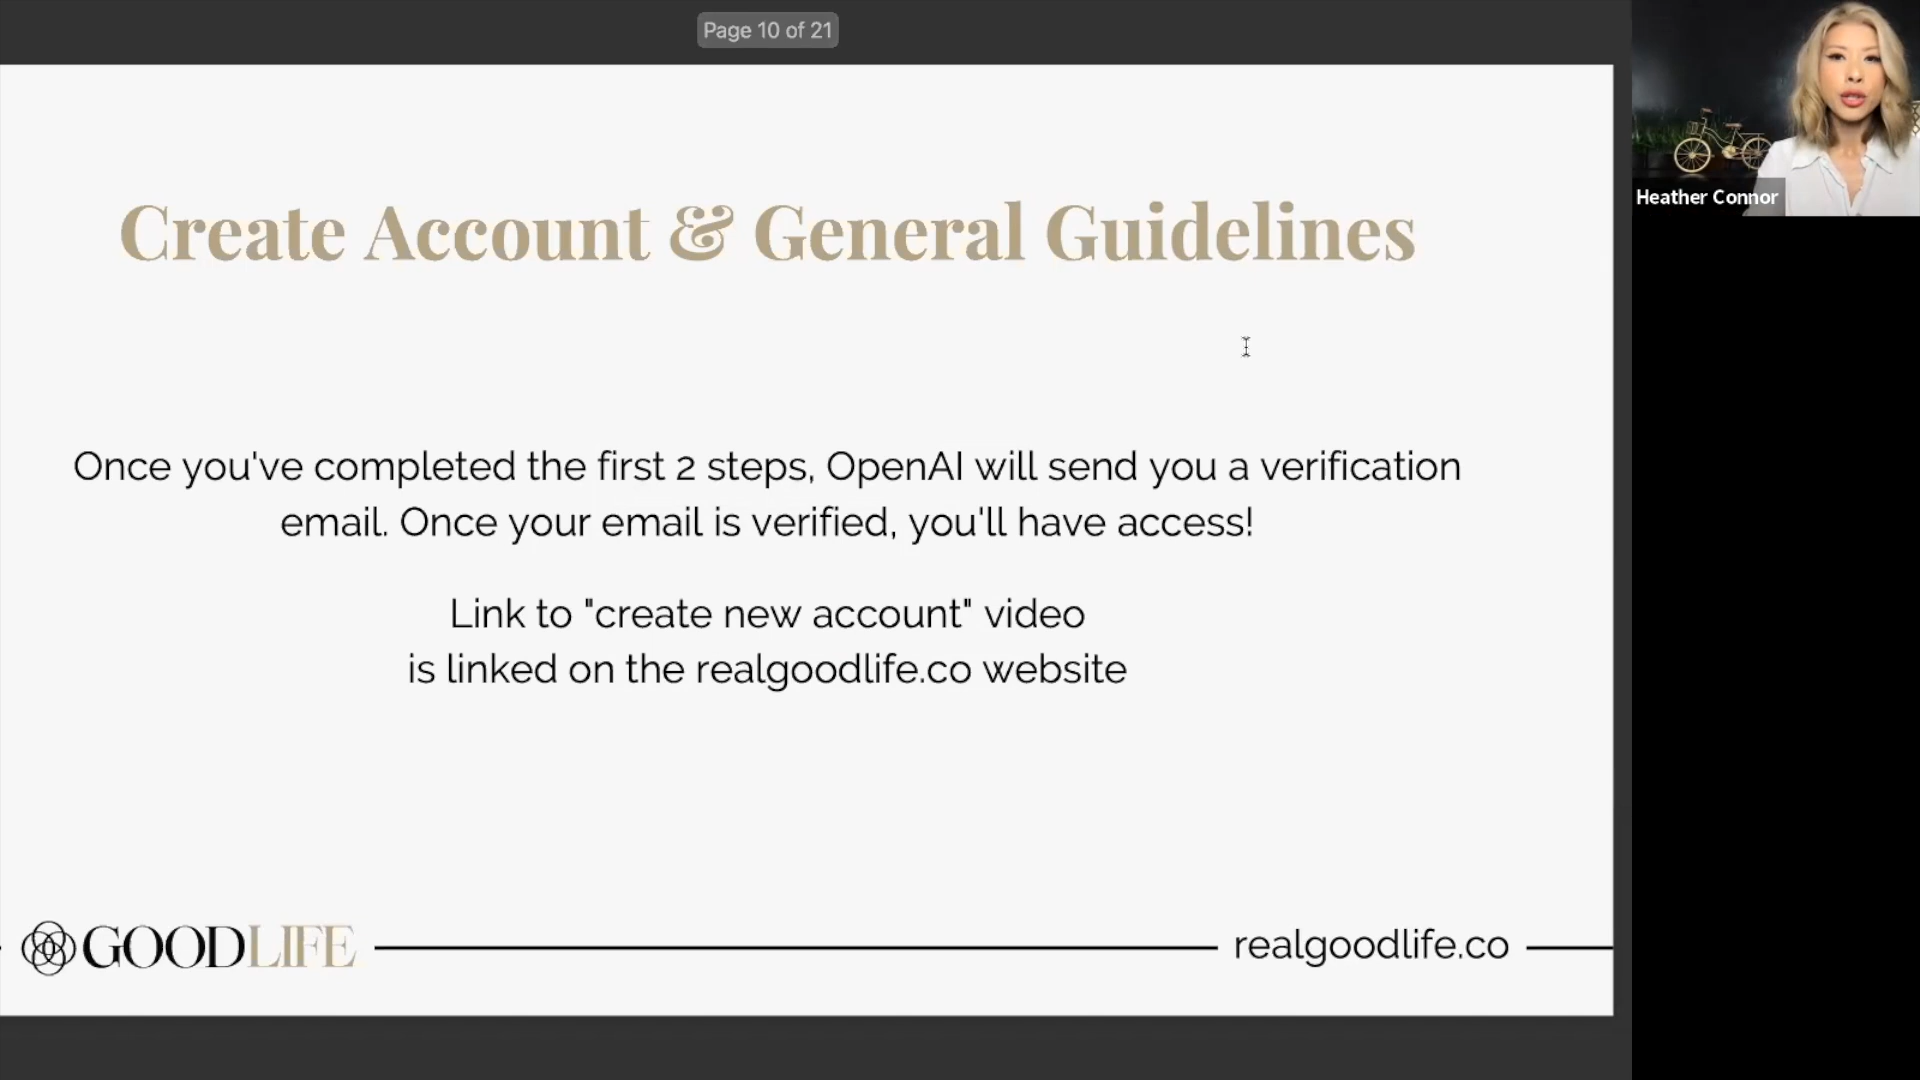 Page 10 of 21
Create Account & General Guidelines
Once you've completed the first 2 steps, OpenAI will send you a verification
email. Once your email is verified, you'll have access!
Link to "create new account" video
is linked on the realgoodlife.co website
GOODLIFE
realgoodlife.co
Heather Connor